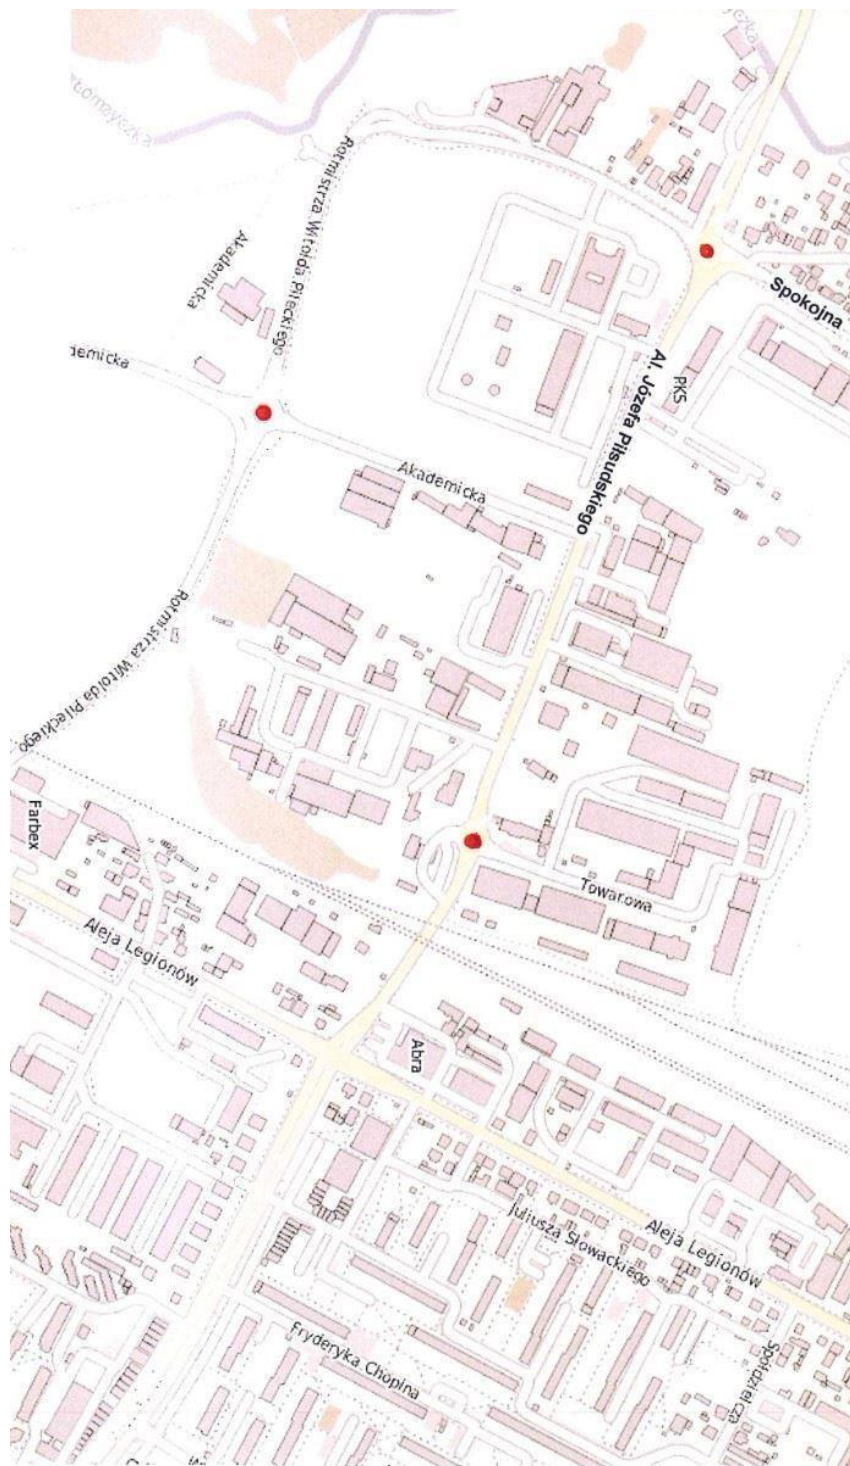 Łomżyczka
Rotmistrza Witolda Pileckiego
Akademicka
Spokojna
Al. Józefa Piłsudskiego
PKS
Akademicka
Rotmistrza Witolda Pileckiego
Farbex
Towarowa
Aleja Legionów
Abra
Juliusza Słowackiego
Aleja Legionów
Fryderyka Chopina
Spółdzielcza